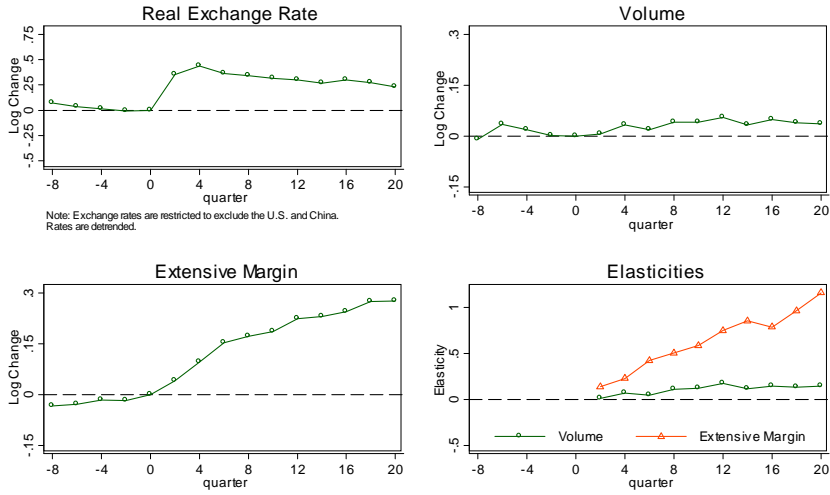 Real Exchange Rate
Log Change
.75
.5
.25
0
-.25
-.5
-8 -4 0 4 8 12 16 20
quarter
Note: Exchange rates are restricted to exclude the U.S. and China.
Rates are detrended.
Volume
Log Change
.3
.15
0
-.15
-8 -4 0 4 8 12 16 20
quarter
Extensive Margin
Log Change
.3
.15
0
-.15
-8 -4 0 4 8 12 16 20
quarter
Elasticities
Elasticity
1
.5
0
-.5
Volume Extensive Margin
-8 -4 0 4 8 12 16 20
quarter